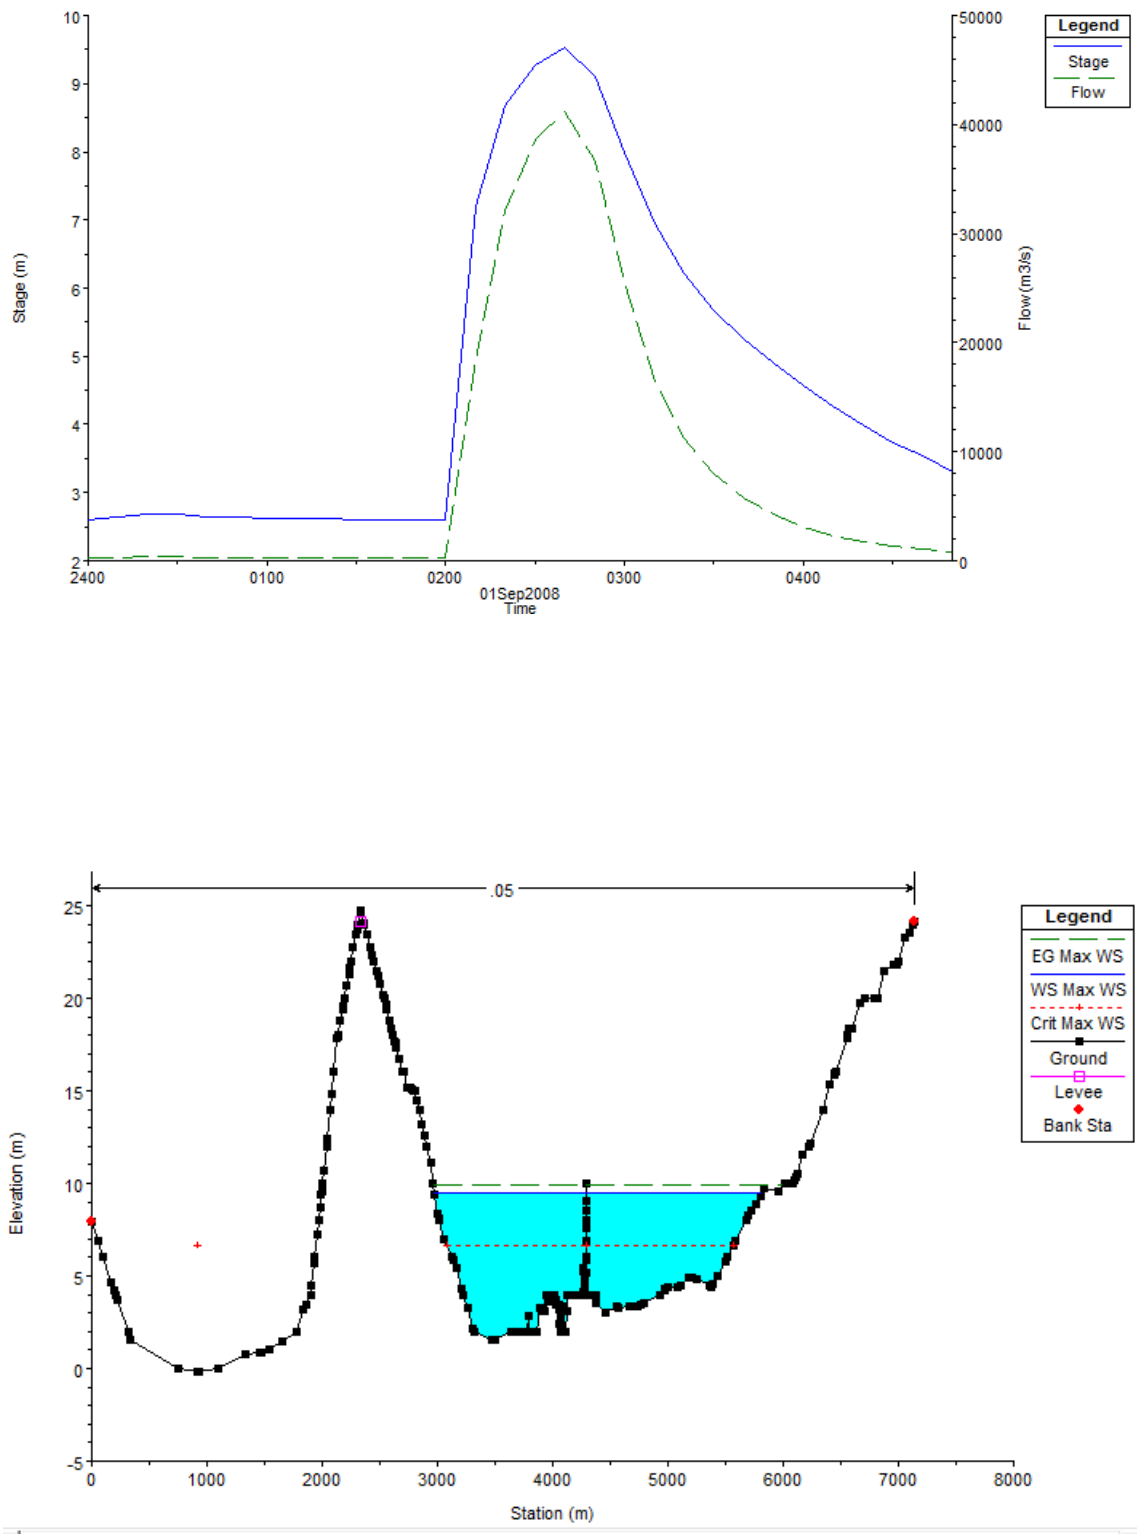 10
9
8
7
6
5
4
3
2
Stage (m)
50000
40000
30000
20000
10000
0
Flow (m3/s)
2400
0100
0200
0300
0400
01Sep2008
Time
Legend
Stage
Flow
.05
25
20
15
10
5
0
-5
Elevation (m)
0
1000
2000
3000
4000
5000
6000
7000
8000
Station (m)
Legend
EG Max WS
WS Max WS
Crit Max WS
Ground
Levee
Bank Sta